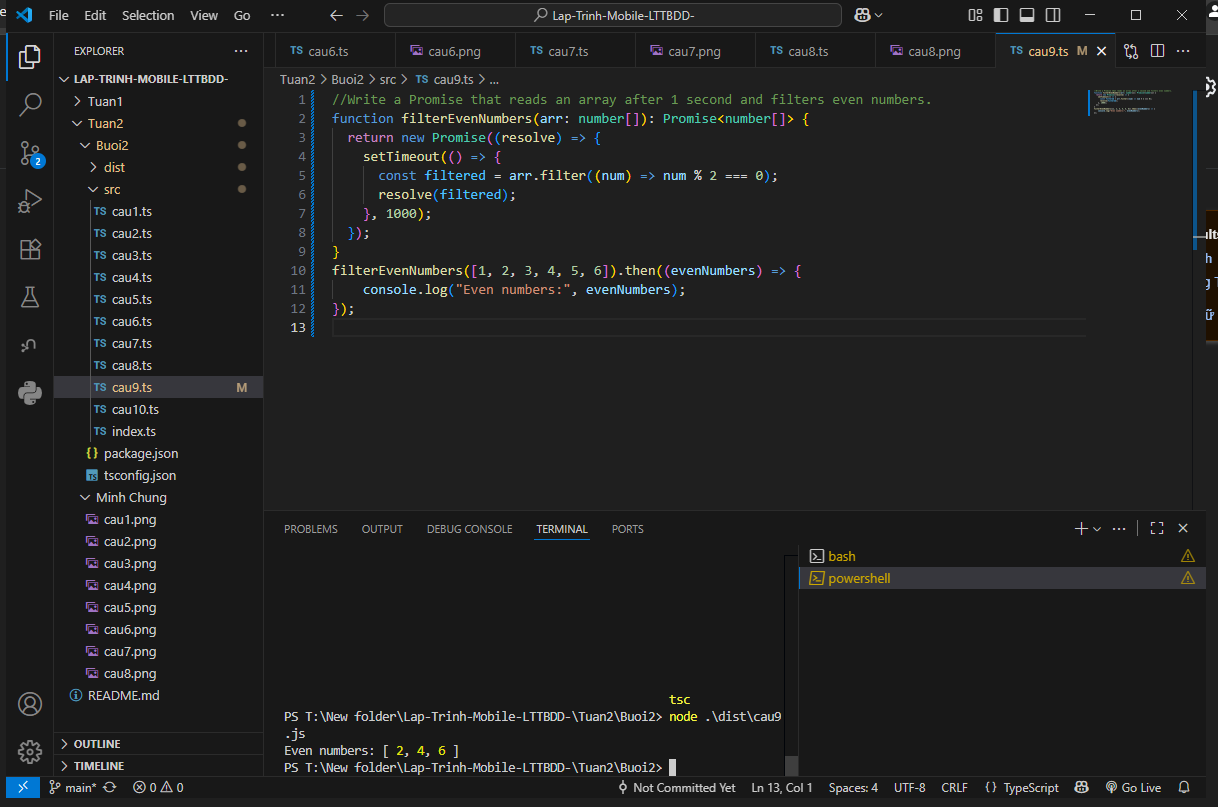 File Edit Selection View Go ··· Lap-Trinh-Mobile-LTTBDD-
EXPLORER ···
LAP-TRINH-MOBILE-LTTBDD-
Tuan1
Tuan2
Buoi2
dist
src
TS cau1.ts
TS cau2.ts
TS cau3.ts
TS cau4.ts
TS cau5.ts
TS cau6.ts
TS cau7.ts
TS cau8.ts
TS cau9.ts M
TS cau10.ts
TS index.ts
{} package.json
TS tsconfig.json
Minh Chung
cau1.png
cau2.png
cau3.png
cau4.png
cau5.png
cau6.png
cau7.png
cau8.png
README.md
OUTLINE
TIMELINE
2
TS cau6.ts cau6.png TS cau7.ts cau7.png TS cau8.ts cau8.png TS cau9.ts M
Tuan2 > Buoi2 > src > TS cau9.ts > ...
1 //Write a Promise that reads an array after 1 second and filters even numbers.
2 function filterEvenNumbers(arr: number[]): Promise<number[]> {
3 return new Promise((resolve) => {
4 setTimeout(() => {
5 const filtered = arr.filter((num) => num % 2 === 0);
6 resolve(filtered);
7 }, 1000);
8 });
9 }
10 filterEvenNumbers([1, 2, 3, 4, 5, 6]).then((evenNumbers) => {
11 console.log("Even numbers:", evenNumbers);
12 });
13
PROBLEMS OUTPUT DEBUG CONSOLE TERMINAL PORTS
bash
powershell
tsc
PS T:\New folder\Lap-Trinh-Mobile-LTTBDD-\Tuan2\Buoi2> node .\dist\cau9
.js
Even numbers: [ 2, 4, 6 ]
PS T:\New folder\Lap-Trinh-Mobile-LTTBDD-\Tuan2\Buoi2>
main* 0 0 Not Committed Yet Ln 13, Col 1 Spaces: 4 UTF-8 CRLF {} TypeScript Go Live